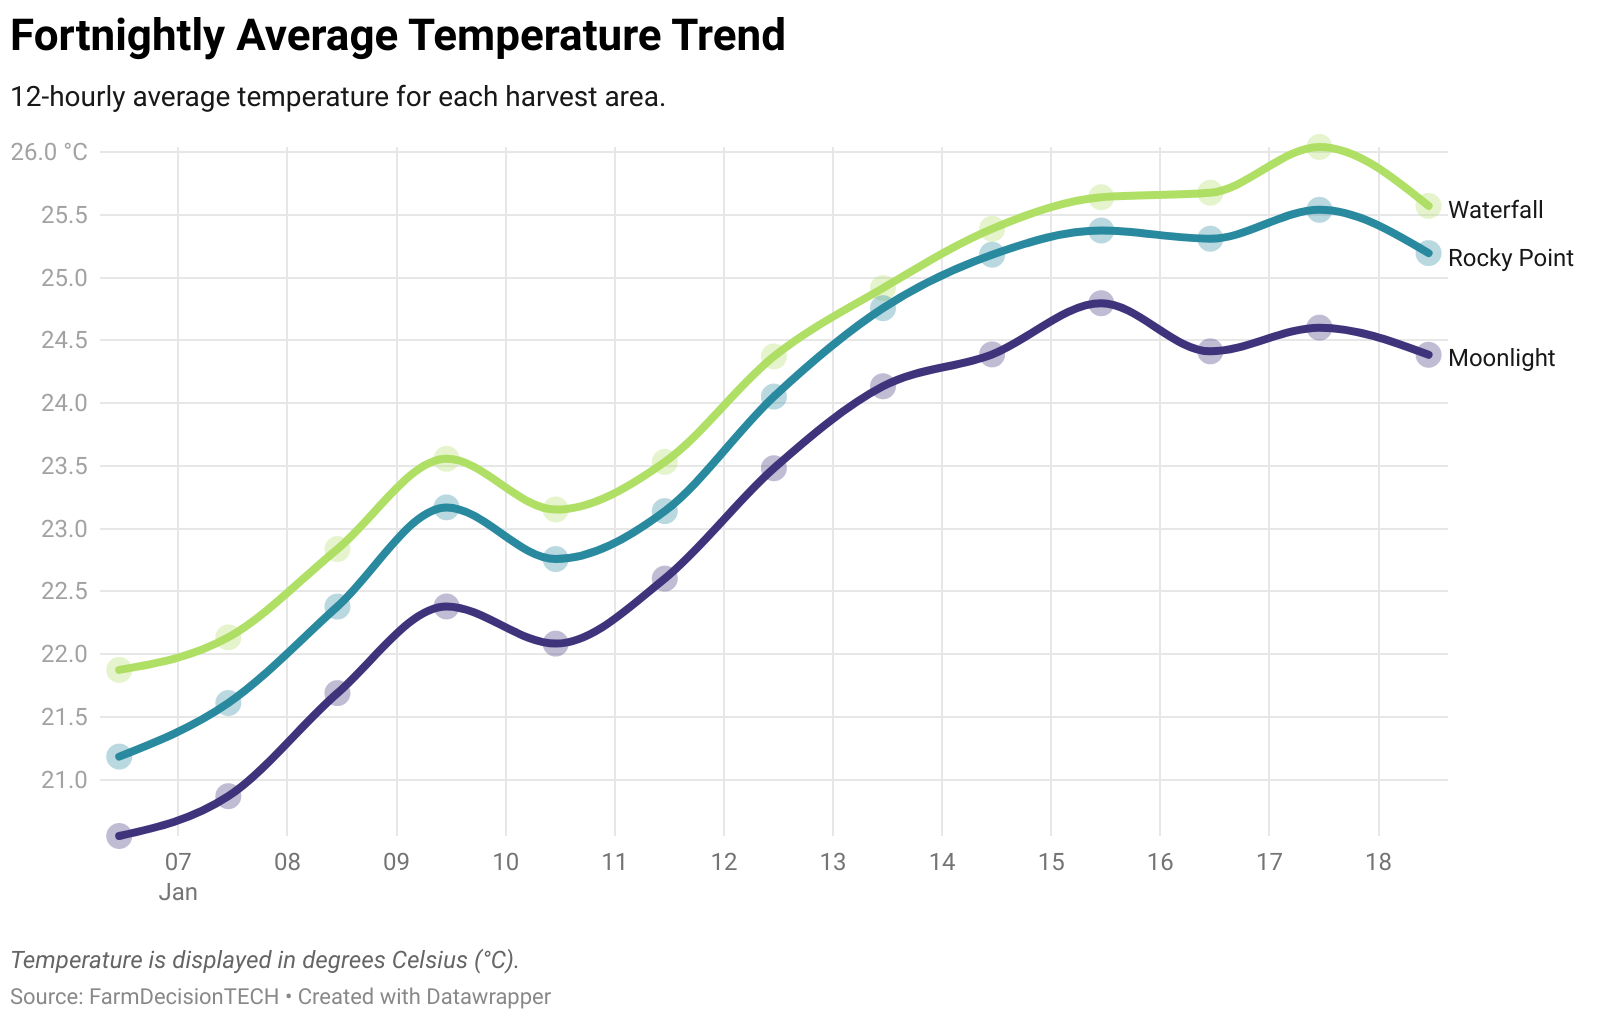 Fortnightly Average Temperature Trend
12-hourly average temperature for each harvest area.
26.0 °C
25.5
25.0
24.5
24.0
23.5
23.0
22.5
22.0
21.5
21.0
Waterfall
Rocky Point
Moonlight
07 08 09 10 11 12 13 14 15 16 17 18
Jan
Temperature is displayed in degrees Celsius (°C).
Source: FarmDecisionTECH • Created with Datawrapper